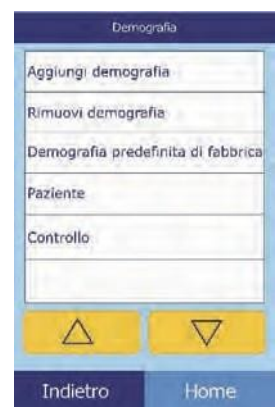 Demografia
Aggiungi demografia
Rimuovi demografia
Demografia predefinita di fabbrica
Paziente
Controllo
Indietro Home